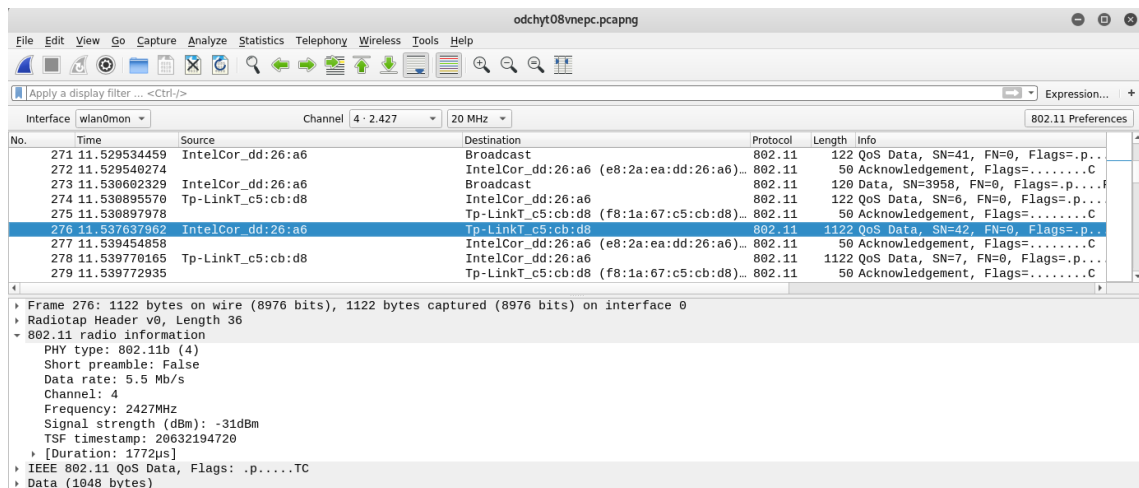 odchyt08vnepc.pcapng
File Edit View Go Capture Analyze Statistics Telephony Wireless Tools Help
Apply a display filter ... <Ctrl-/> Expression... +
Interface wlan0mon Channel 4 · 2.427 20 MHz 802.11 Preferences
No. Time Source Destination Protocol Length Info
271 11.529534459 IntelCor_dd:26:a6 Broadcast 802.11 122 QoS Data, SN=41, FN=0, Flags=.p...
272 11.529540274 IntelCor_dd:26:a6 (e8:2a:ea:dd:26:a6)… 802.11 50 Acknowledgement, Flags=........C
273 11.530602329 IntelCor_dd:26:a6 Broadcast 802.11 120 Data, SN=3958, FN=0, Flags=.p....F
274 11.530895570 Tp-LinkT_c5:cb:d8 IntelCor_dd:26:a6 802.11 122 QoS Data, SN=6, FN=0, Flags=.p....
275 11.530897978 Tp-LinkT_c5:cb:d8 (f8:1a:67:c5:cb:d8)… 802.11 50 Acknowledgement, Flags=........C
276 11.537637962 IntelCor_dd:26:a6 Tp-LinkT_c5:cb:d8 802.11 1122 QoS Data, SN=42, FN=0, Flags=.p...
277 11.539454858 IntelCor_dd:26:a6 (e8:2a:ea:dd:26:a6)… 802.11 50 Acknowledgement, Flags=........C
278 11.539770165 Tp-LinkT_c5:cb:d8 IntelCor_dd:26:a6 802.11 1122 QoS Data, SN=7, FN=0, Flags=.p....
279 11.539772935 Tp-LinkT_c5:cb:d8 (f8:1a:67:c5:cb:d8)… 802.11 50 Acknowledgement, Flags=........C
Frame 276: 1122 bytes on wire (8976 bits), 1122 bytes captured (8976 bits) on interface 0
Radiotap Header v0, Length 36
802.11 radio information
PHY type: 802.11b (4)
Short preamble: False
Data rate: 5.5 Mb/s
Channel: 4
Frequency: 2427MHz
Signal strength (dBm): -31dBm
TSF timestamp: 20632194720
[Duration: 1772µs]
IEEE 802.11 QoS Data, Flags: .p.....TC
Data (1048 bytes)